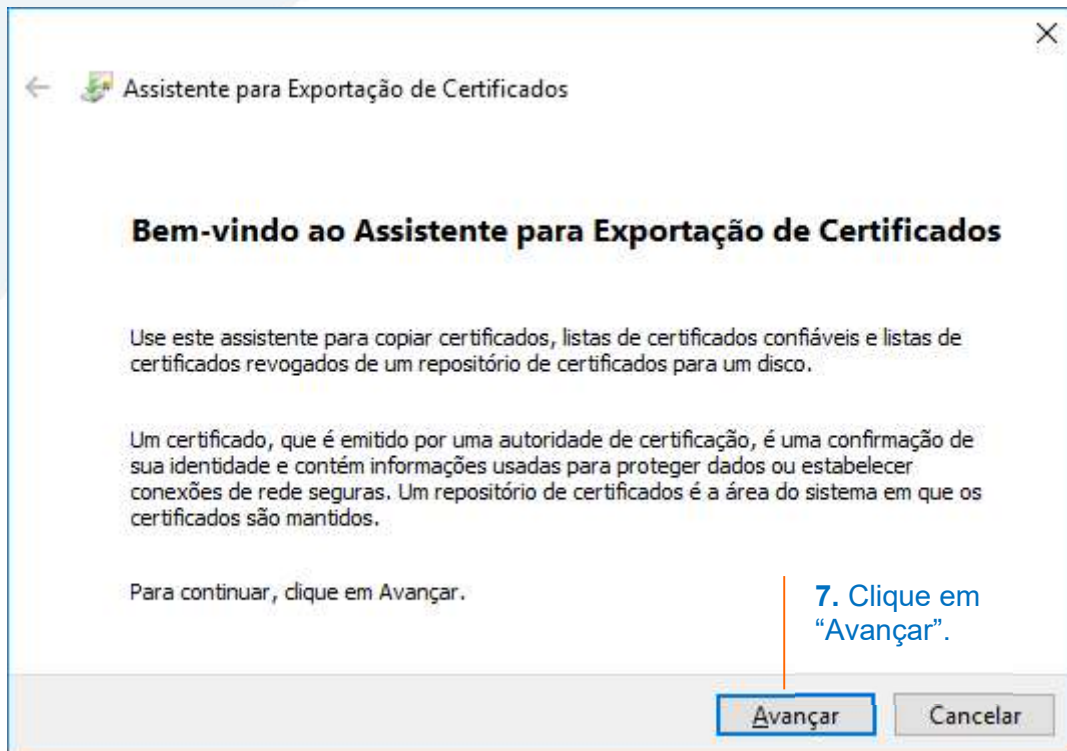 Assistente para Exportação de Certificados
Bem-vindo ao Assistente para Exportação de Certificados
Use este assistente para copiar certificados, listas de certificados confiáveis e listas de
certificados revogados de um repositório de certificados para um disco.
Um certificado, que é emitido por uma autoridade de certificação, é uma confirmação de
sua identidade e contém informações usadas para proteger dados ou estabelecer
conexões de rede seguras. Um repositório de certificados é a área do sistema em que os
certificados são mantidos.
Para continuar, clique em Avançar.
7. Clique em
“Avançar”.
Avançar
Cancelar